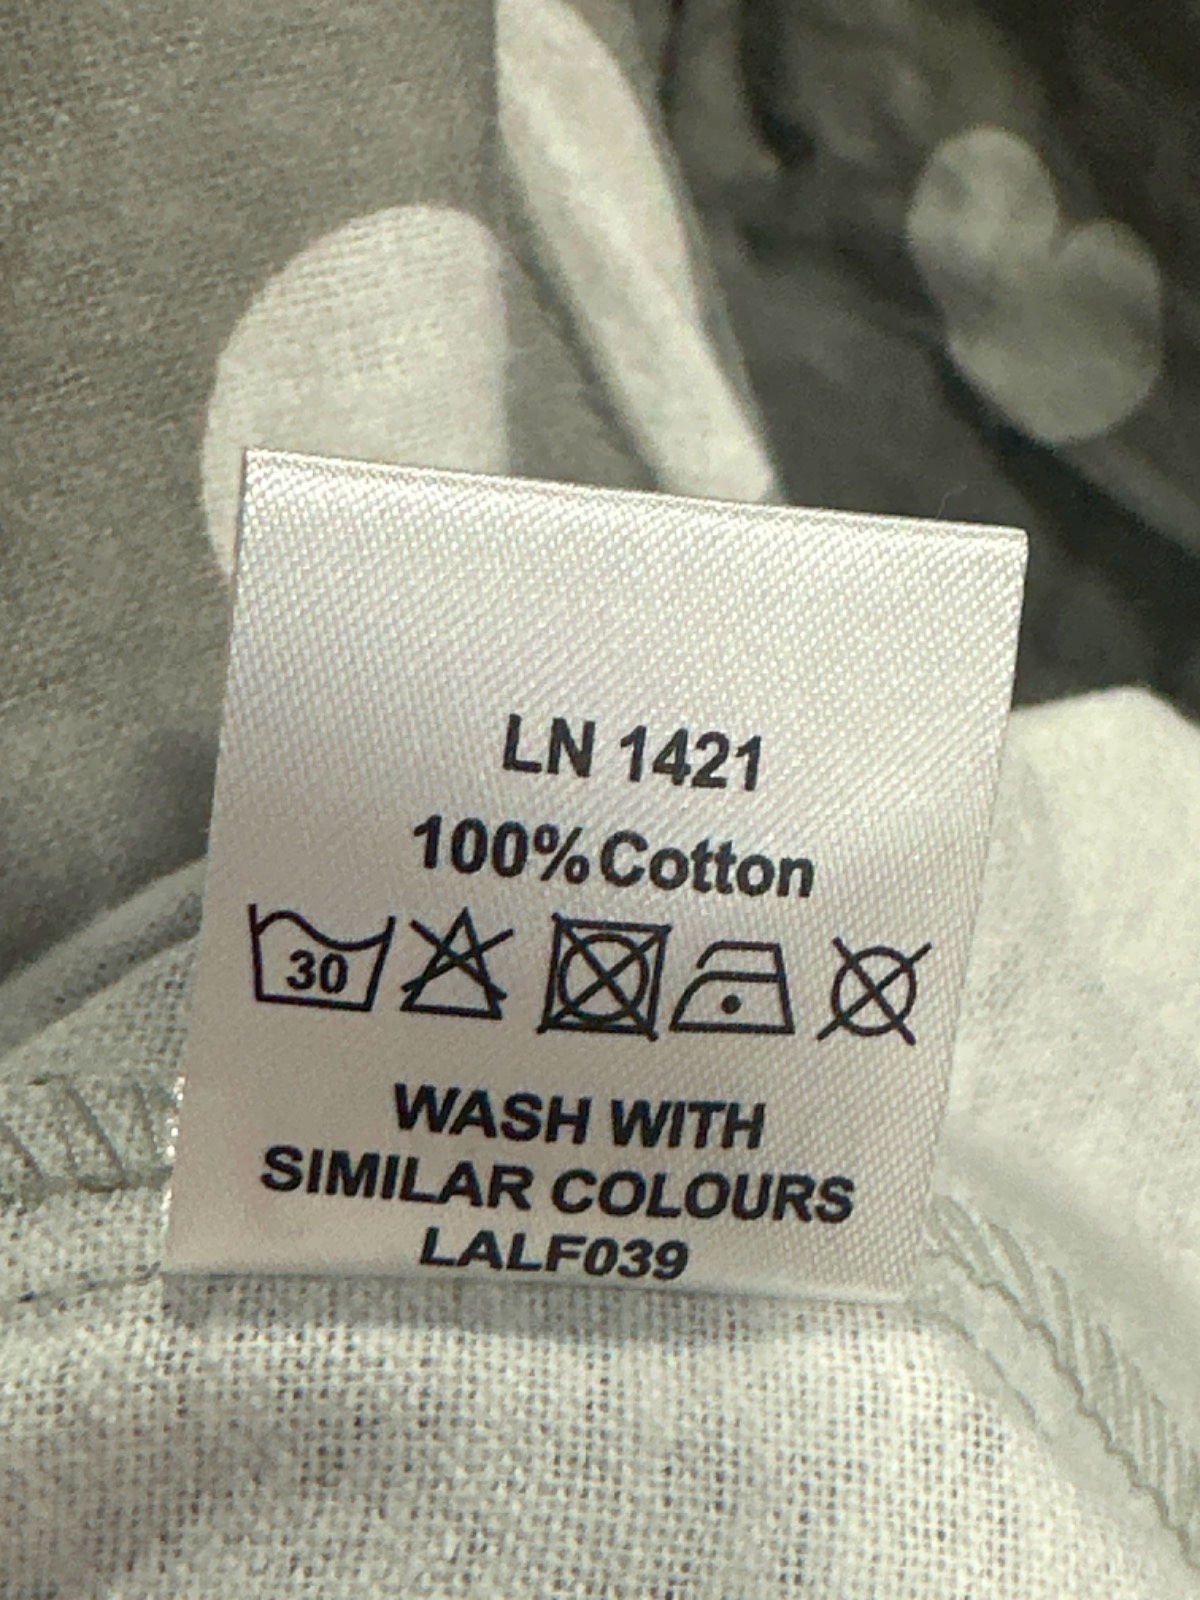 LN 1421
100% Cotton
30
WASH WITH
SIMILAR COLOURS
LALF039